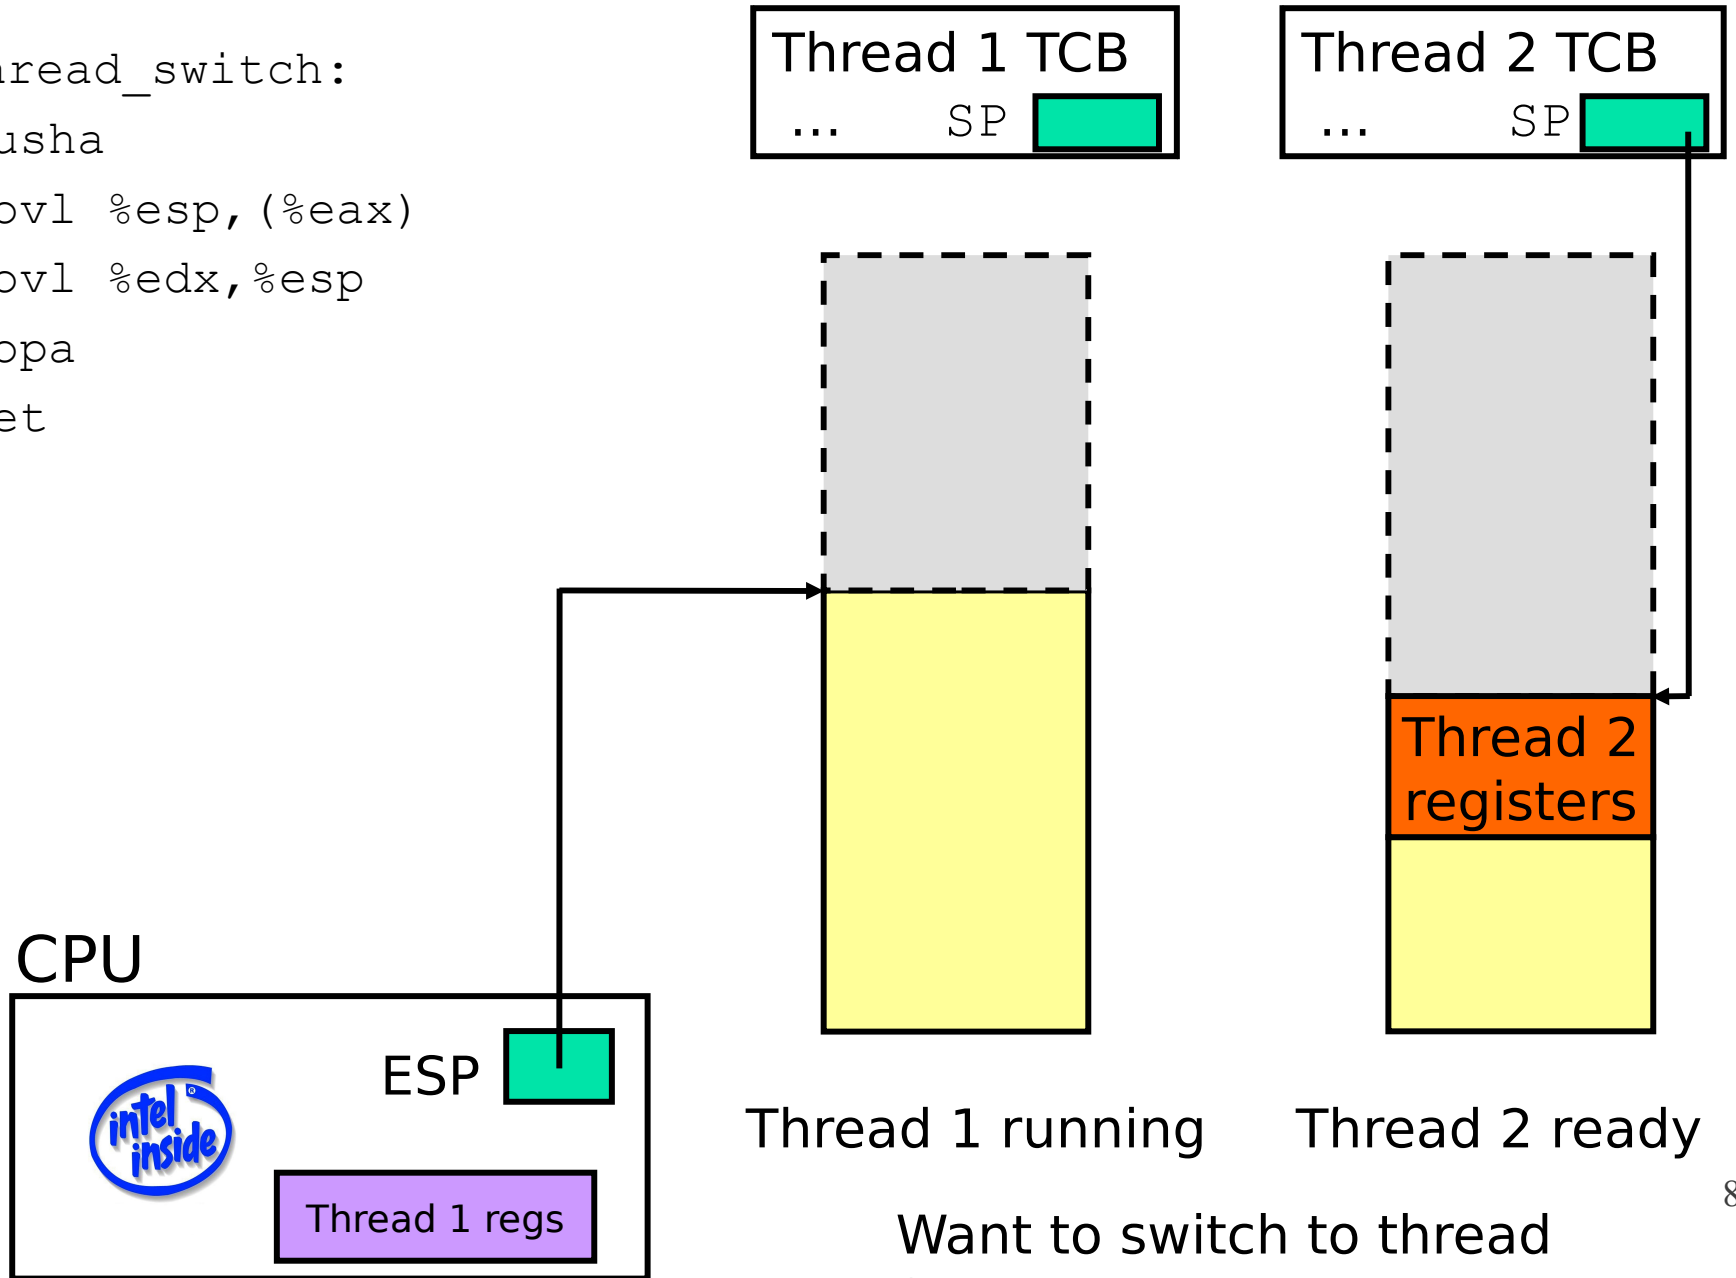 hread_switch:
usha
ovl %esp,(%eax)
ovl %edx,%esp
opa
et
Thread 1 TCB
... SP
Thread 2 TCB
... SP
Thread 2
registers
CPU
ESP
intel
inside
®
Thread 1 regs
Thread 1 running
Thread 2 ready
Want to switch to thread
8